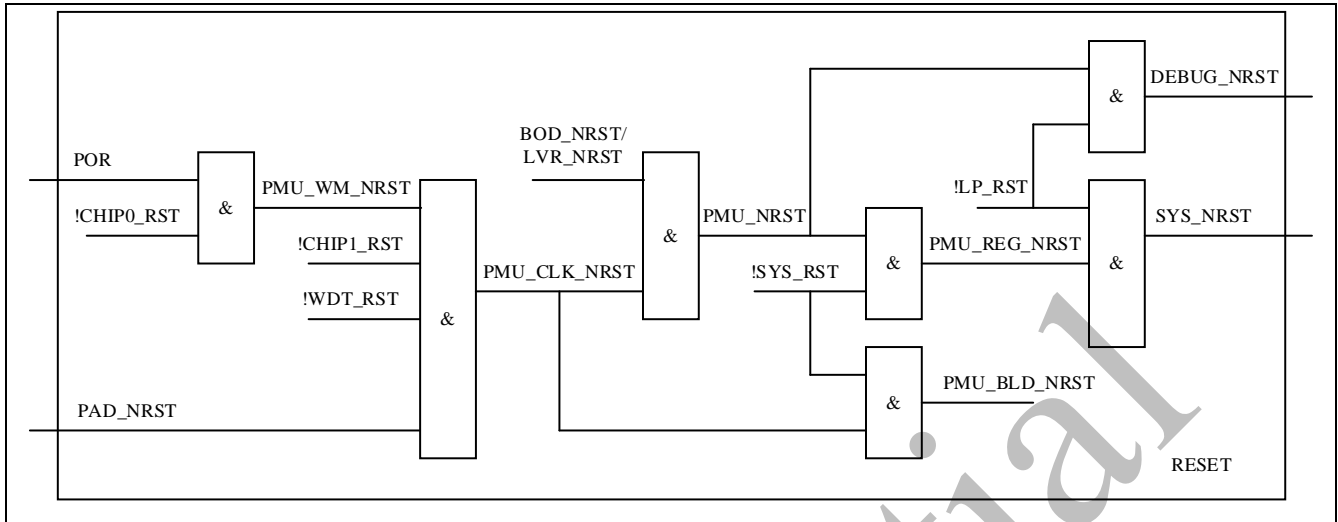 DEBUG_NRST
&
BOD_NRST/
LVR_NRST
POR
PMU_WM_NRST
!LP_RST
!CHIP0_RST
&
PMU_NRST
SYS_NRST
&
&
!CHIP1_RST
PMU_REG_NRST
PMU_CLK_NRST
!SYS_RST
&
&
!WDT_RST
&
PMU_BLD_NRST
&
PAD_NRST
RESET